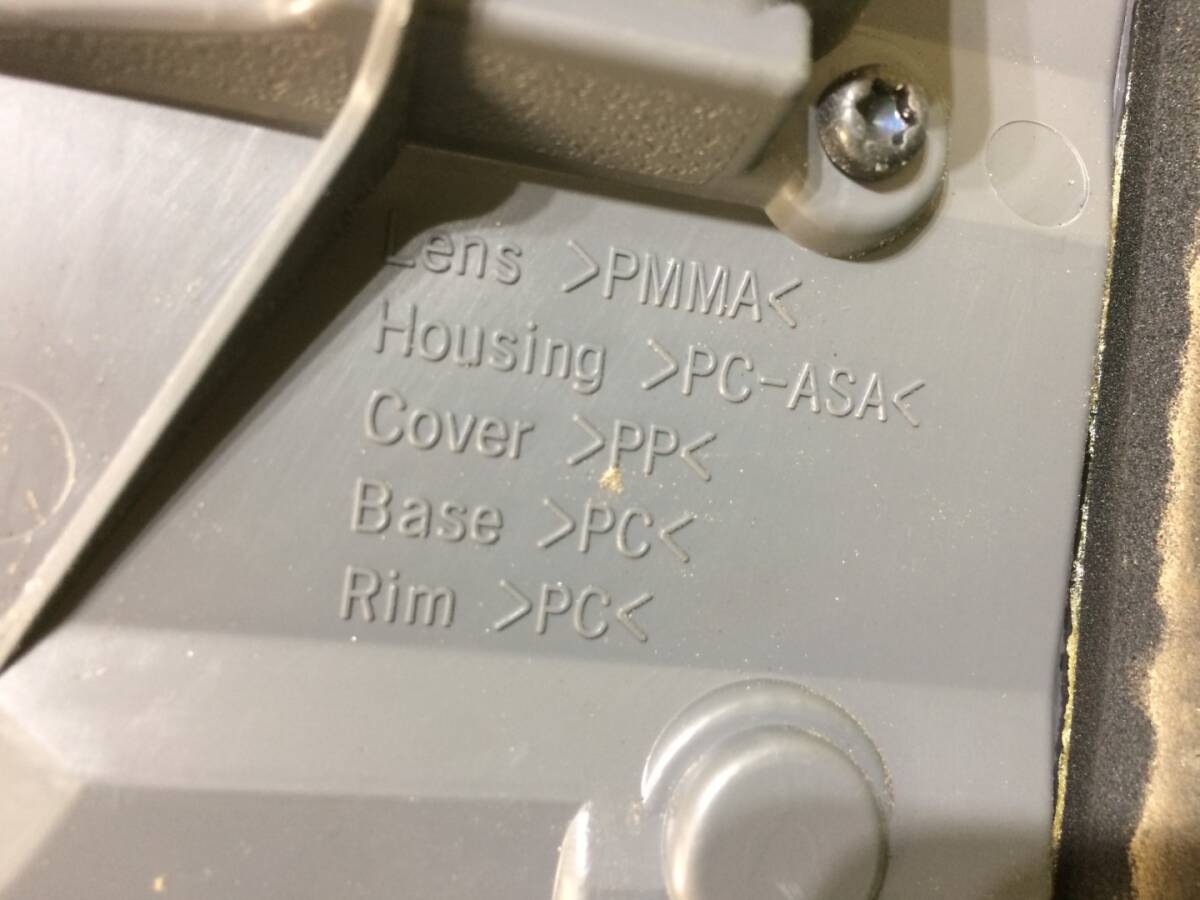 Lens >PMMA<
Housing >PC-ASA<
Cover >PP<
Base >PC<
Rim >PC<